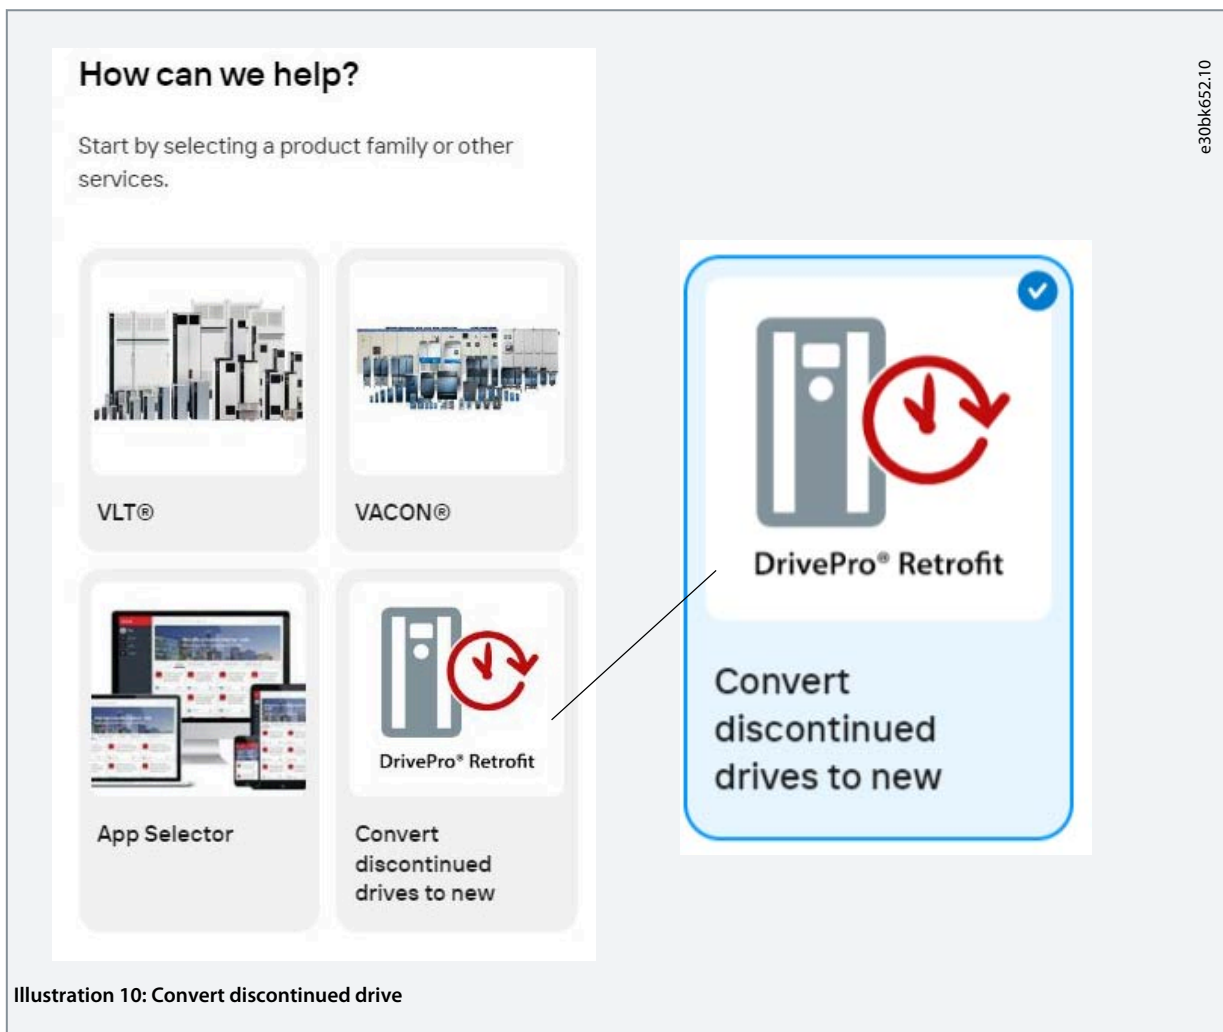 How can we help?
Start by selecting a product family or other
services.
VLT®
VACON®
DrivePro® Retrofit
App Selector
Convert
discontinued
drives to new
DrivePro® Retrofit
Convert
discontinued
drives to new
e30bk652.10
Illustration 10: Convert discontinued drive